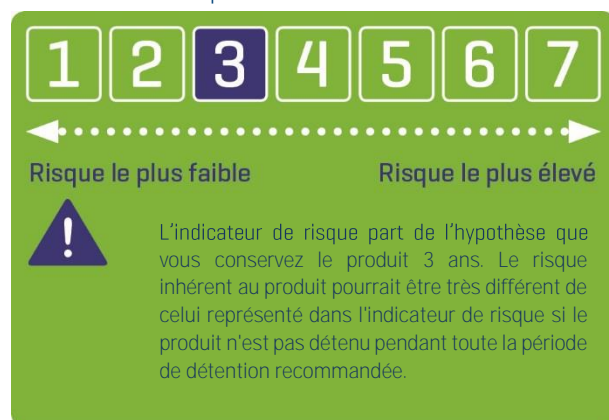 1 2 3 4 5 6 7
Risque le plus faible Risque le plus élevé
!
L'indicateur de risque part de l'hypothèse que
vous conservez le produit 3 ans. Le risque
inhérent au produit pourrait être très différent de
celui représenté dans l'indicateur de risque si le
produit n'est pas détenu pendant toute la période
de détention recommandée.